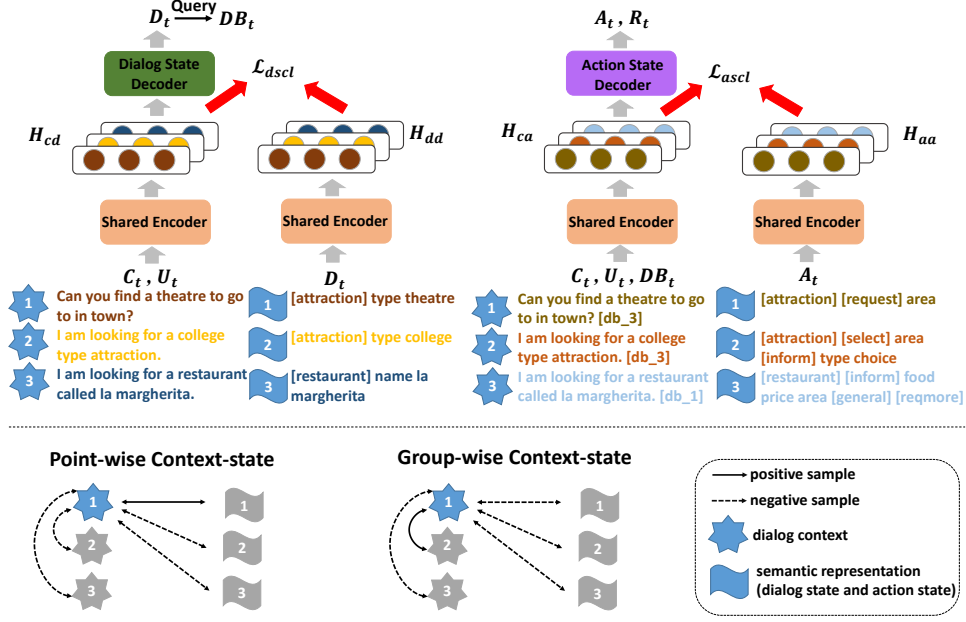 D_t Query DB_t
Dialog State
Decoder
L_dscl
H_cd
H_dd
Shared Encoder
Shared Encoder
C_t , U_t
D_t
1 Can you find a theatre to go
to in town?
2 I am looking for a college
type attraction.
3 I am looking for a restaurant
called la margherita.
1 [attraction] type theatre
2 [attraction] type college
3 [restaurant] name la
margherita
A_t , R_t
Action State
Decoder
L_ascl
H_ca
H_aa
Shared Encoder
Shared Encoder
C_t , U_t , DB_t
A_t
1 Can you find a theatre to go
to in town? [db_3]
2 I am looking for a college
type attraction. [db_3]
3 I am looking for a restaurant
called la margherita. [db_1]
1 [attraction] [request] area
2 [attraction] [select] area
[inform] type choice
3 [restaurant] [inform] food
price area [general] [reqmore]
Point-wise Context-state
1 1
2 2
3 3
Group-wise Context-state
1 1
2 2
3 3
positive sample
negative sample
dialog context
semantic representation
(dialog state and action state)